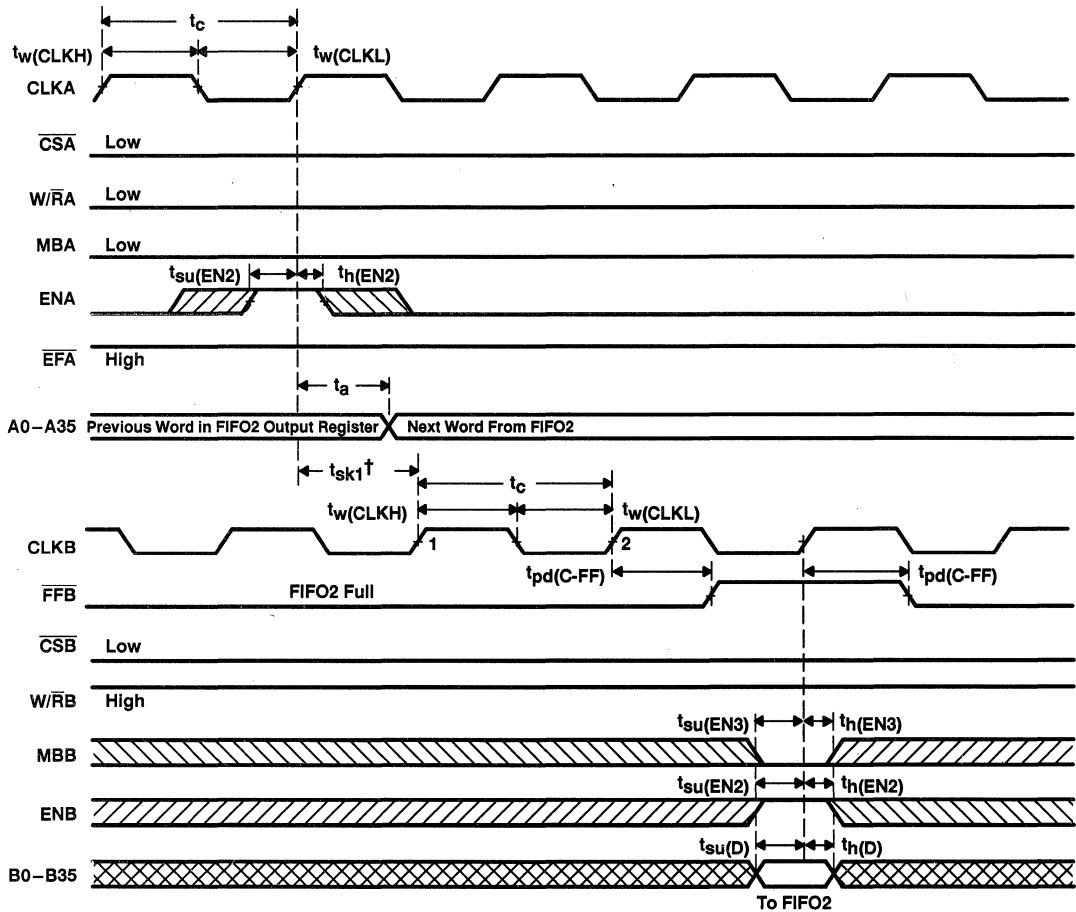 tc
tw(CLKH)
tw(CLKL)
CLKA
CSA
Low
W/RA
Low
MBA
Low
tsu(EN2)
th(EN2)
ENA
EFA
High
ta
A0–A35
Previous Word in FIFO2 Output Register
Next Word From FIFO2
tsk1†
tc
tw(CLKH)
tw(CLKL)
CLKB
1
2
tpd(C-FF)
tpd(C-FF)
FFB
FIFO2 Full
CSB
Low
W/RB
High
tsu(EN3)
th(EN3)
MBB
tsu(EN2)
th(EN2)
ENB
tsu(D)
th(D)
B0–B35
To FIFO2